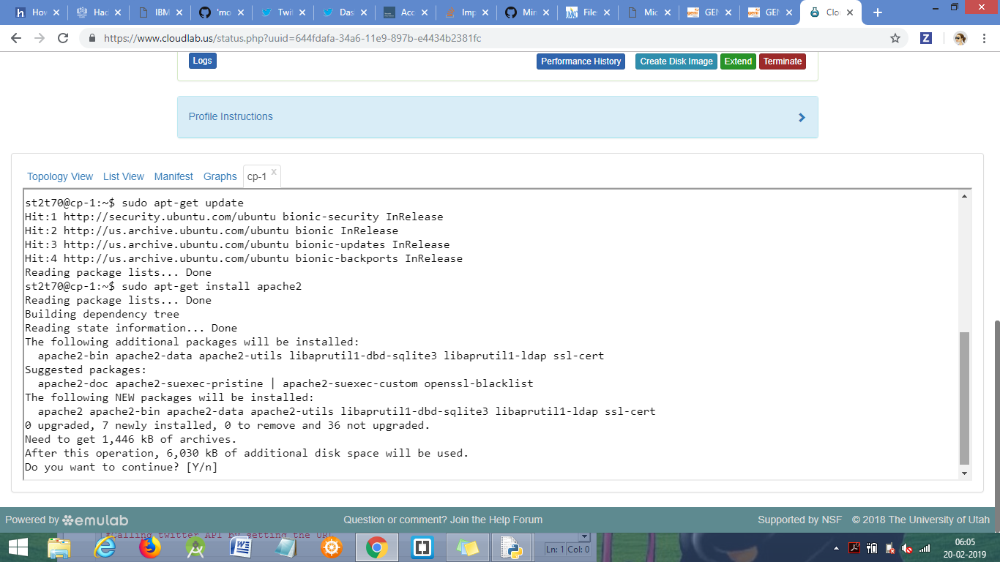 How
Hac
IBM
'mo
Twit
Das
Acc
Imp
Min
File
Mic
GEN
GEN
Clo
https://www.cloudlab.us/status.php?uuid=644fdafa-34a6-11e9-897b-e4434b2381fc
Logs
Performance History Create Disk Image Extend Terminate
Profile Instructions
Topology View List View Manifest Graphs cp-1 x
st2t70@cp-1:~$ sudo apt-get update
Hit:1 http://security.ubuntu.com/ubuntu bionic-security InRelease
Hit:2 http://us.archive.ubuntu.com/ubuntu bionic InRelease
Hit:3 http://us.archive.ubuntu.com/ubuntu bionic-updates InRelease
Hit:4 http://us.archive.ubuntu.com/ubuntu bionic-backports InRelease
Reading package lists... Done
st2t70@cp-1:~$ sudo apt-get install apache2
Reading package lists... Done
Building dependency tree
Reading state information... Done
The following additional packages will be installed:
  apache2-bin apache2-data apache2-utils libaprutil1-dbd-sqlite3 libaprutil1-ldap ssl-cert
Suggested packages:
  apache2-doc apache2-suexec-pristine | apache2-suexec-custom openssl-blacklist
The following NEW packages will be installed:
  apache2 apache2-bin apache2-data apache2-utils libaprutil1-dbd-sqlite3 libaprutil1-ldap ssl-cert
0 upgraded, 7 newly installed, 0 to remove and 36 not upgraded.
Need to get 1,446 kB of archives.
After this operation, 6,030 kB of additional disk space will be used.
Do you want to continue? [Y/n]
Powered by emulab Question or comment? Join the Help Forum Supported by NSF © 2018 The University of Utah
#Calling twitter API by setting the URL
Ln: 1 Col: 0
06:05
20-02-2019